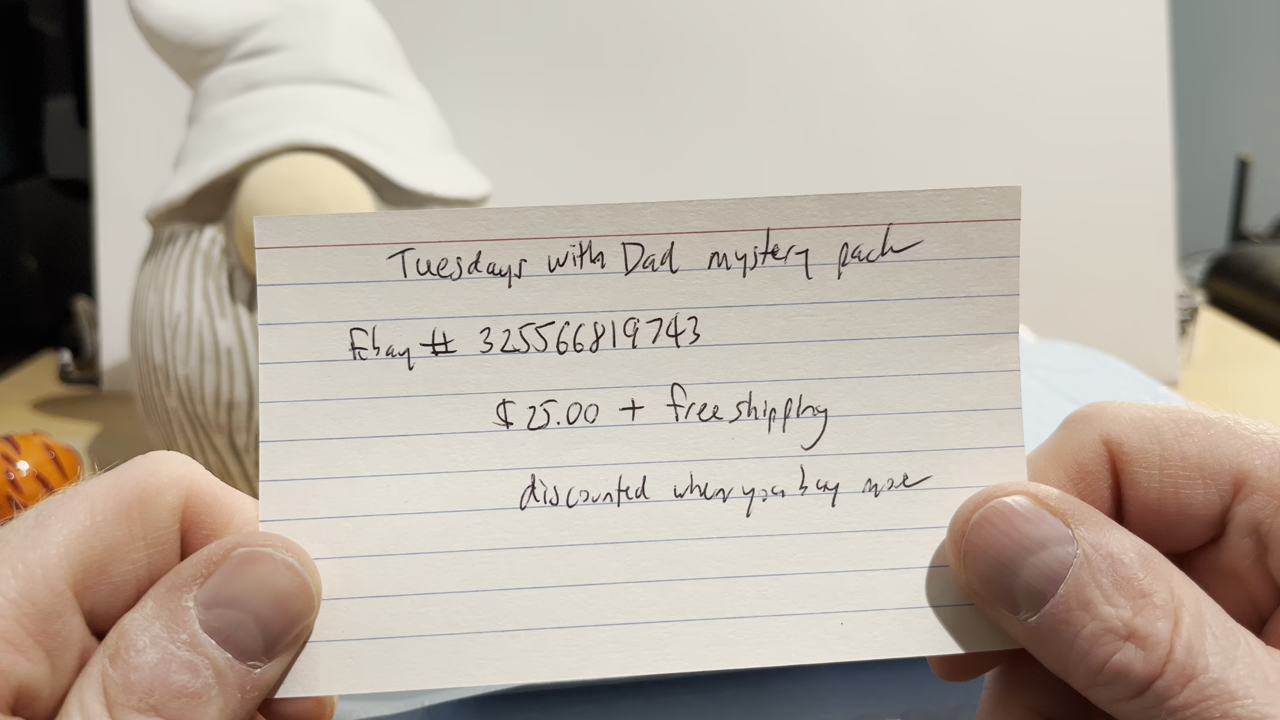 Tuesdays with Dad mystery pack
Ebay # 325566819743
$25.00 + free shipping
discounted when you buy more